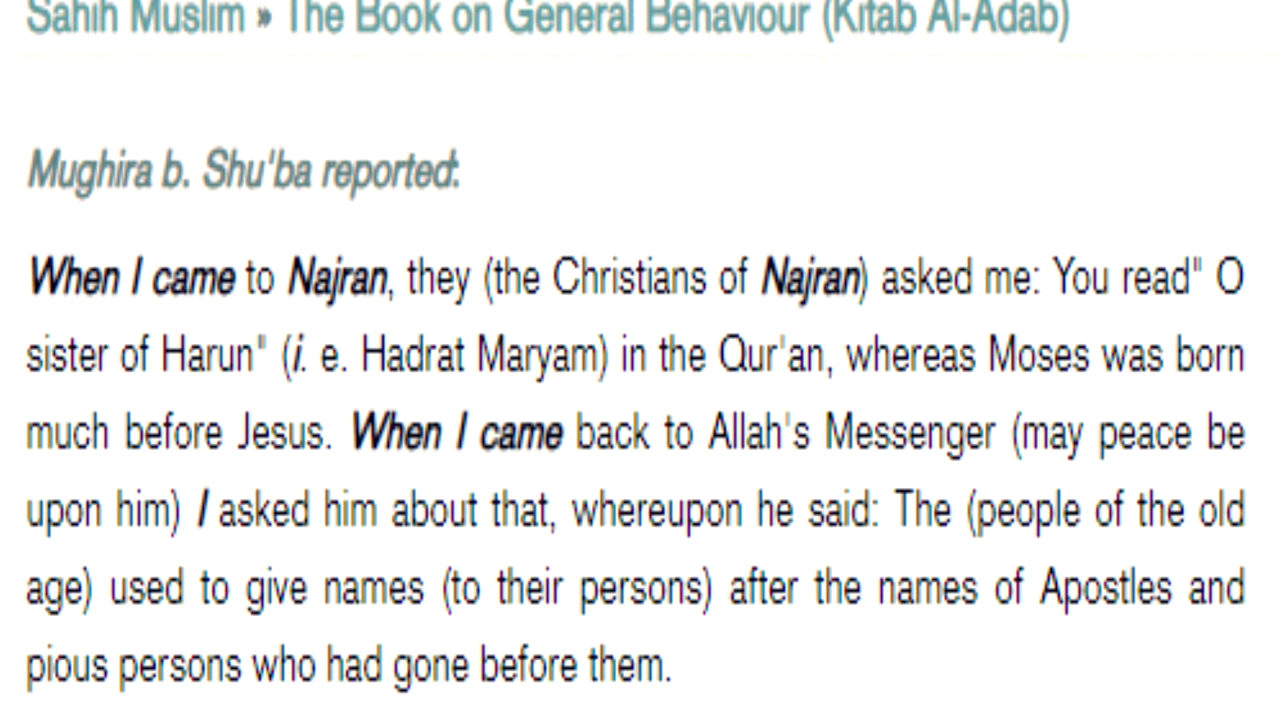 Sahih Muslim » The Book on General Behaviour (Kitab Al-Adab)
Mughira b. Shu'ba reported:
When I came to Najran, they (the Christians of Najran) asked me: You read" O
sister of Harun" (i. e. Hadrat Maryam) in the Qur'an, whereas Moses was born
much before Jesus. When I came back to Allah's Messenger (may peace be
upon him) I asked him about that, whereupon he said: The (people of the old
age) used to give names (to their persons) after the names of Apostles and
pious persons who had gone before them.